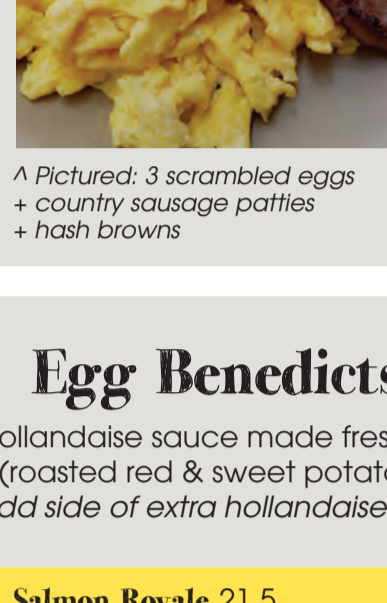 ^ Pictured: 3 scrambled eggs
+ country sausage patties
+ hash browns
Egg Benedicts
ollandaise sauce made fres
(roasted red & sweet potato
dd side of extra hollandaise
Salmon Royale 21.5